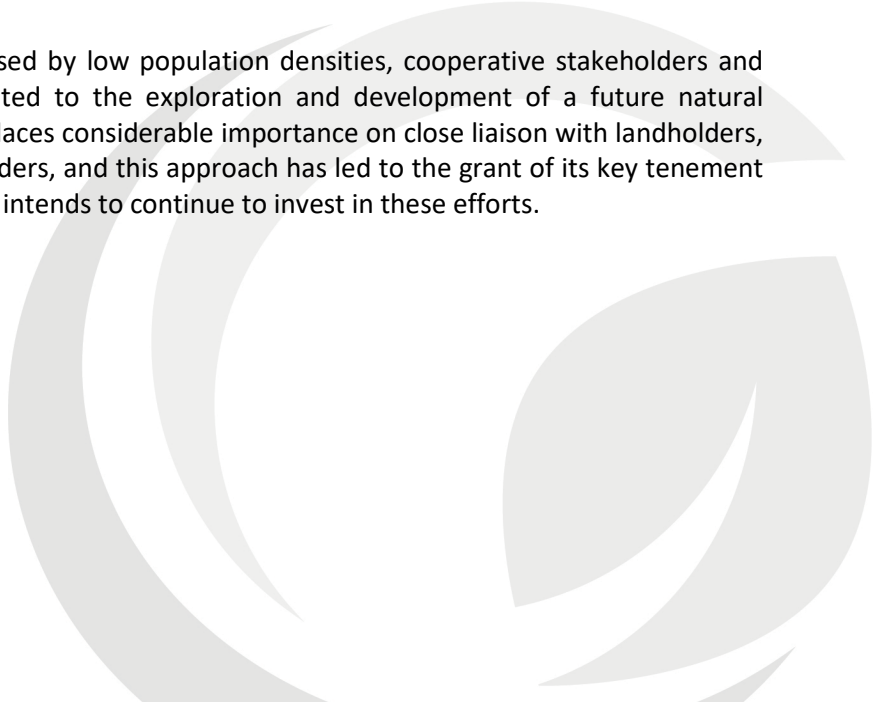 sed by low population densities, cooperative stakeholders and
ted to the exploration and development of a future natural
laces considerable importance on close liaison with landholders,
ders, and this approach has led to the grant of its key tenement
intends to continue to invest in these efforts.